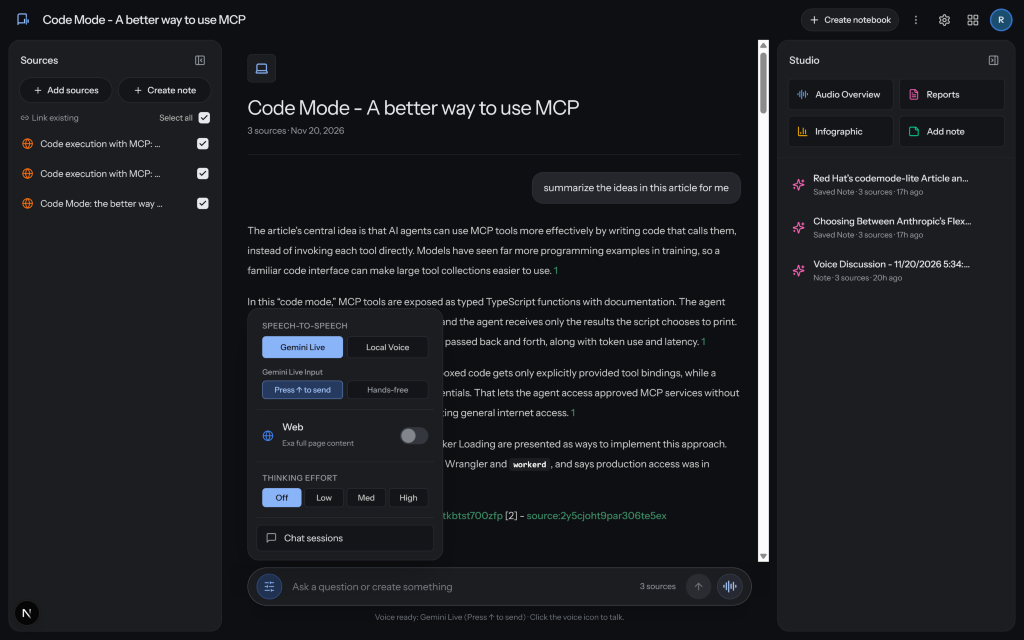 Code Mode - A better way to use MCP
+ Create notebook
R
Sources
+ Add sources
+ Create note
Link existing
Select all
Code execution with MCP: ...
Code execution with MCP: ...
Code Mode: the better way ...
N
Code Mode - A better way to use MCP
3 sources · Nov 20, 2026
summarize the ideas in this article for me
The article's central idea is that AI agents can use MCP tools more effectively by writing code that calls them,
instead of invoking each tool directly. Models have seen far more programming examples in training, so a
familiar code interface can make large tool collections easier to use. 1
In this “code mode,” MCP tools are exposed as typed TypeScript functions with documentation. The agent
and the agent receives only the results the script chooses to print.
passed back and forth, along with token use and latency. 1
oxed code gets only explicitly provided tool bindings, while a
entials. That lets the agent access approved MCP services without
ting general internet access. 1
ker Loading are presented as ways to implement this approach.
Wrangler and workerd, and says production access was in
tkbtst700zfp [2] - source:2y5cjoht9par306te5ex
SPEECH-TO-SPEECH
Gemini Live
Local Voice
Gemini Live Input
Press ↑ to send
Hands-free
Web
Exa full page content
THINKING EFFORT
Off
Low
Med
High
Chat sessions
Ask a question or create something
3 sources
Voice ready: Gemini Live (Press ↑ to send) · Click the voice icon to talk.
Studio
Audio Overview
Reports
Infographic
Add note
Red Hat's codemode-lite Article an...
Saved Note · 3 sources · 17h ago
Choosing Between Anthropic's Flex...
Saved Note · 3 sources · 17h ago
Voice Discussion - 11/20/2026 5:34:...
Note · 3 sources · 20h ago